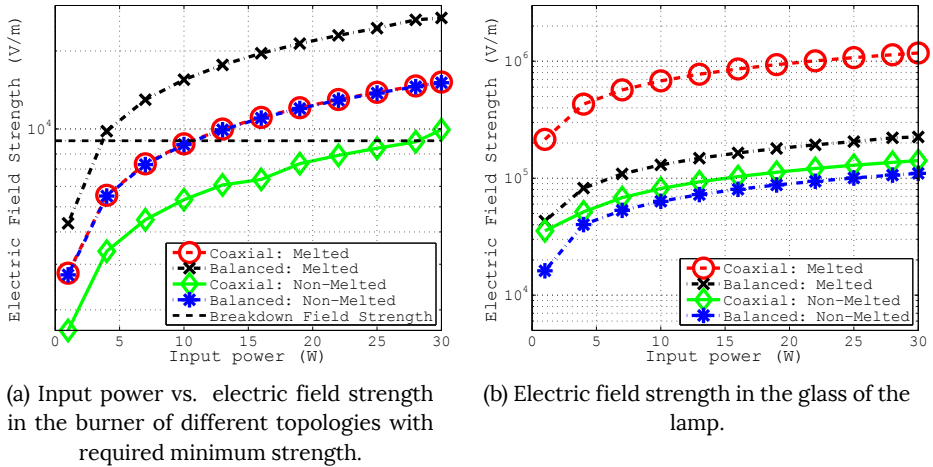 Electric Field Strength (V/m)
10^4
0 5 10 15 20 25 30
Input power (W)
Coaxial: Melted
Balanced: Melted
Coaxial: Non-Melted
Balanced: Non-Melted
Breakdown Field Strength
(a) Input power vs. electric field strength
in the burner of different topologies with
required minimum strength.
Electric Field Strength (V/m)
10^6
10^5
10^4
0 5 10 15 20 25 30
Input power (W)
Coaxial: Melted
Balanced: Melted
Coaxial: Non-Melted
Balanced: Non-Melted
(b) Electric field strength in the glass of the
lamp.